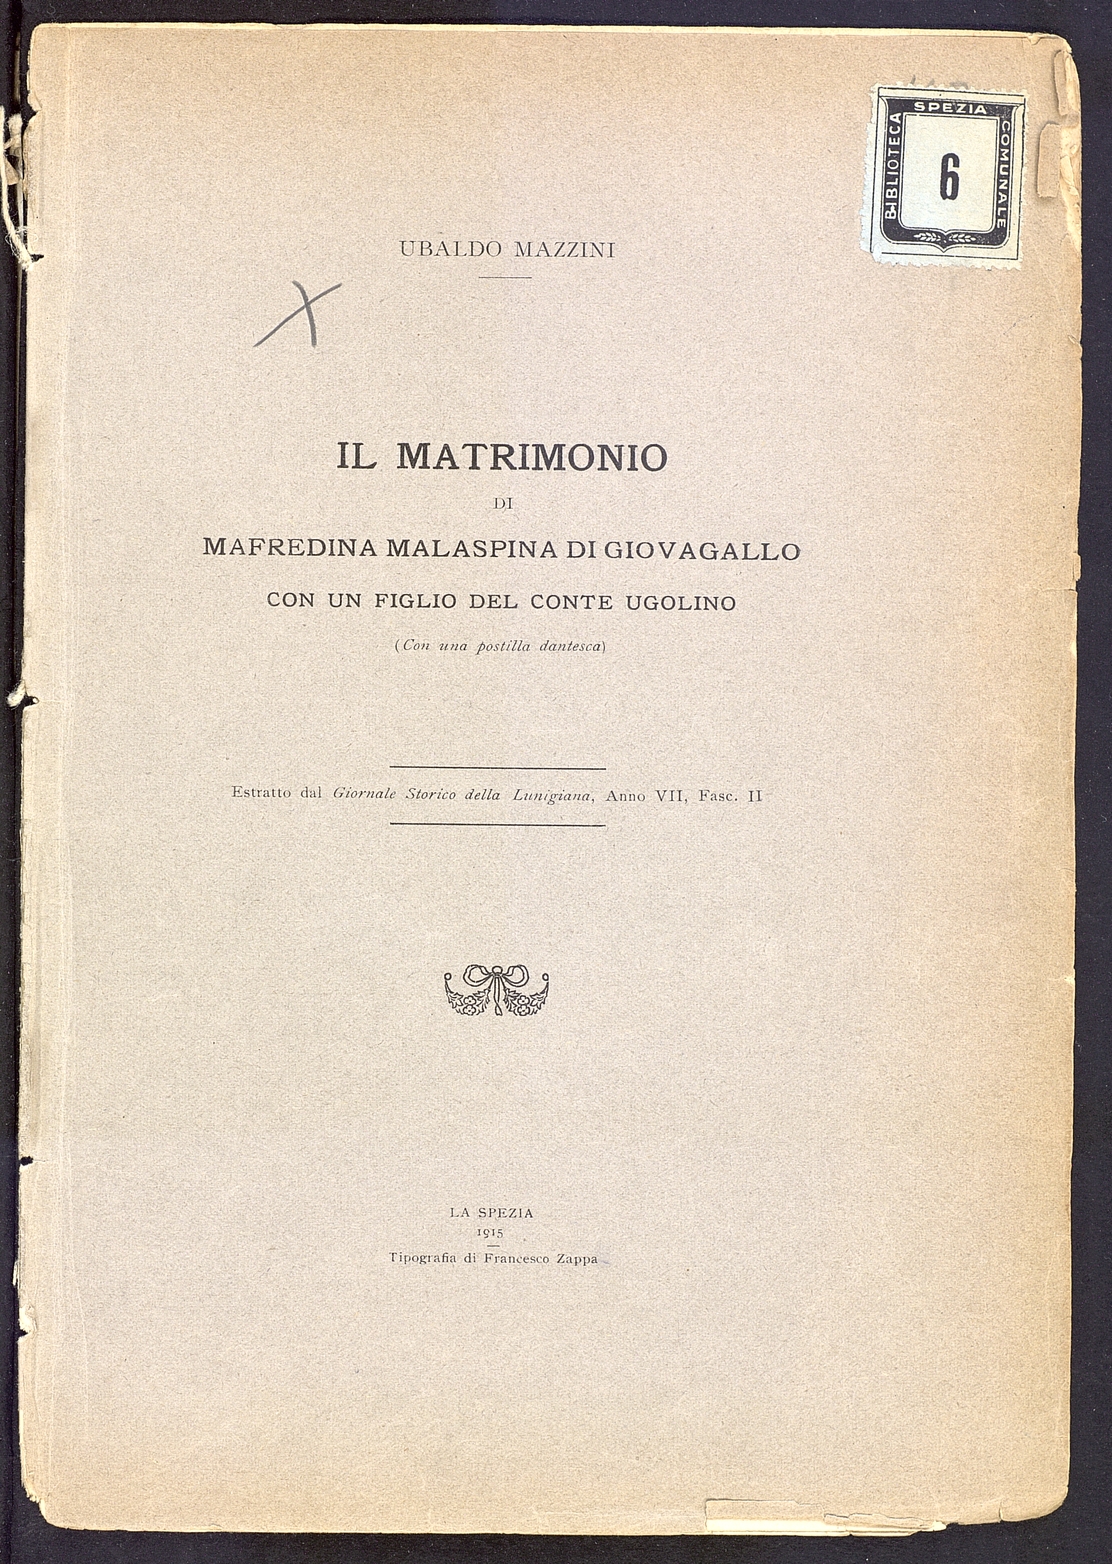 BIBLIOTECA SPEZIA COMUNALE
6
UBALDO MAZZINI
X
IL MATRIMONIO
DI
MAFREDINA MALASPINA DI GIOVAGALLO
CON UN FIGLIO DEL CONTE UGOLINO
(Con una postilla dantesca)
Estratto dal Giornale Storico della Lunigiana, Anno VII, Fasc. II
LA SPEZIA
1915
Tipografia di Francesco Zappa